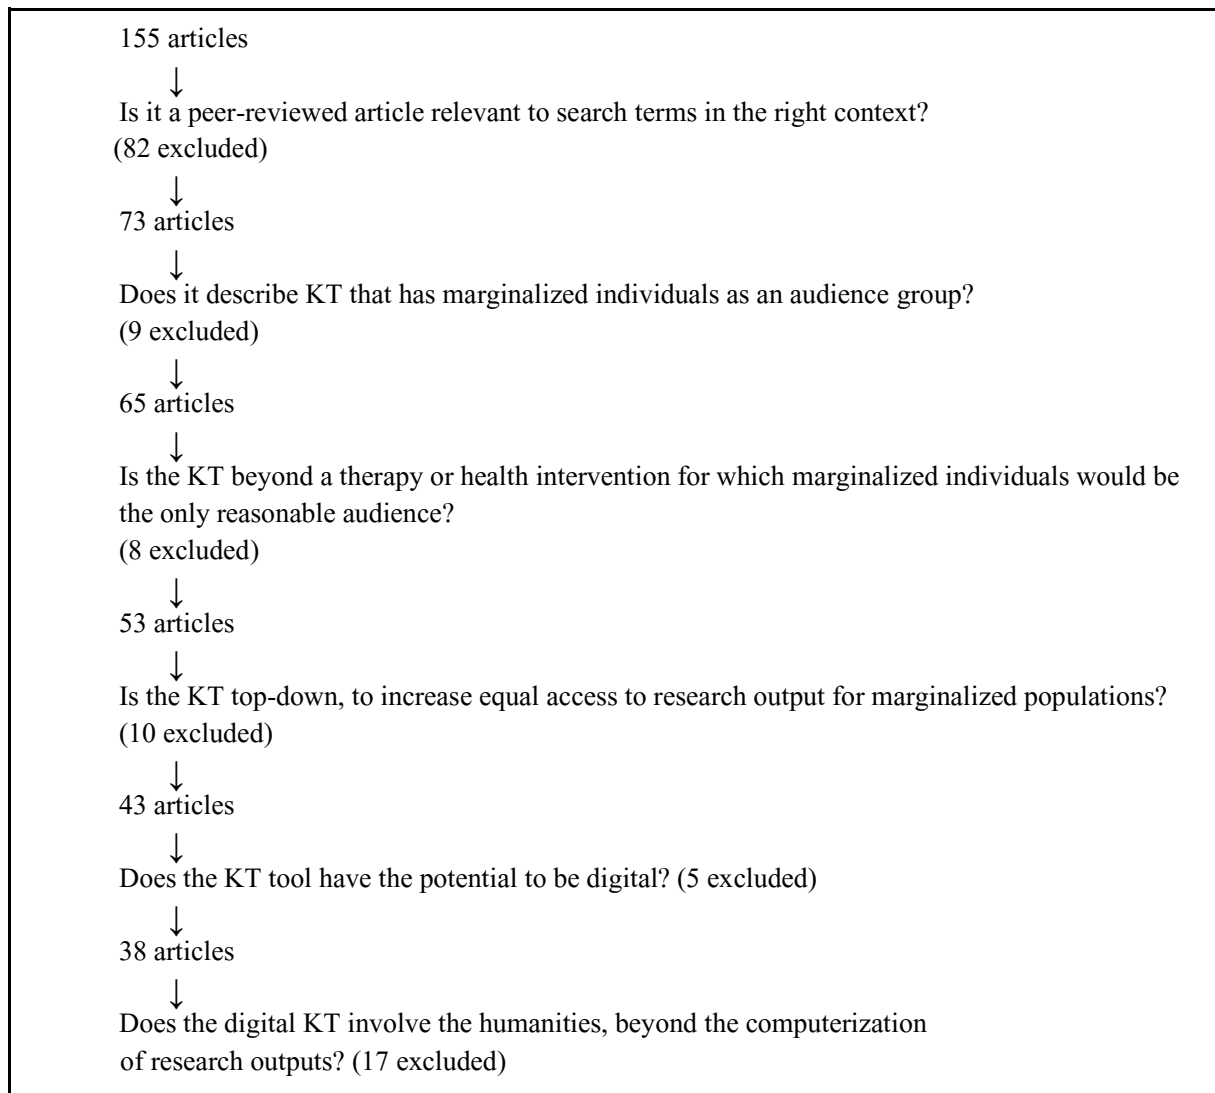 155 articles
↓
Is it a peer-reviewed article relevant to search terms in the right context?
(82 excluded)
↓
73 articles
↓
Does it describe KT that has marginalized individuals as an audience group?
(9 excluded)
↓
65 articles
↓
Is the KT beyond a therapy or health intervention for which marginalized individuals would be
the only reasonable audience?
(8 excluded)
↓
53 articles
↓
Is the KT top-down, to increase equal access to research output for marginalized populations?
(10 excluded)
↓
43 articles
↓
Does the KT tool have the potential to be digital? (5 excluded)
↓
38 articles
↓
Does the digital KT involve the humanities, beyond the computerization
of research outputs? (17 excluded)